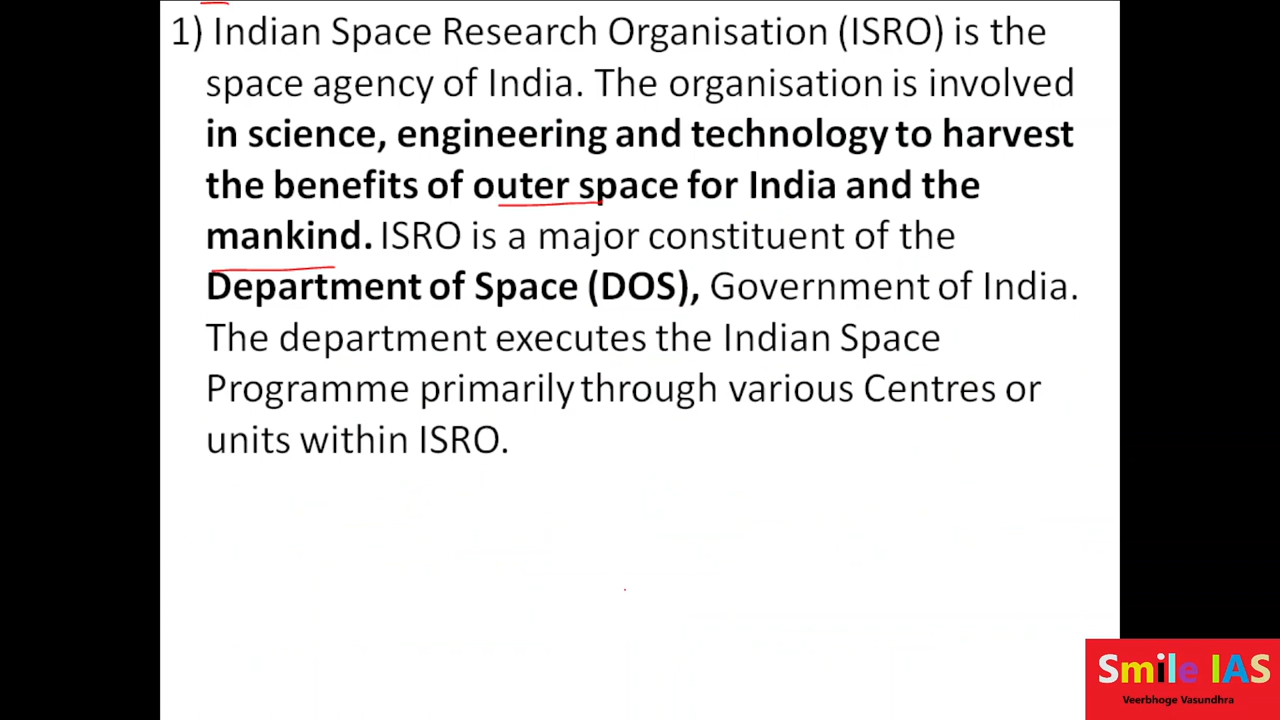 1) Indian Space Research Organisation (ISRO) is the
space agency of India. The organisation is involved
in science, engineering and technology to harvest
the benefits of outer space for India and the
mankind. ISRO is a major constituent of the
Department of Space (DOS), Government of India.
The department executes the Indian Space
Programme primarily through various Centres or
units within ISRO.
Smile IAS
Veerbhoge Vasundhra